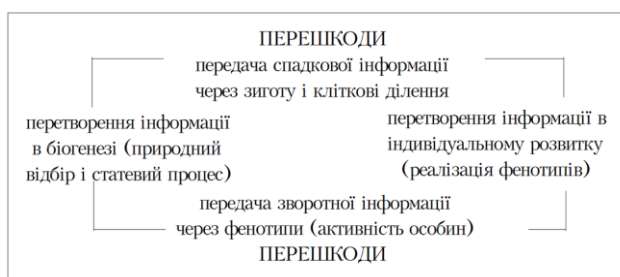 ПЕРЕШКОДИ
передача спадкової інформації
через зиготу і кліткові ділення
перетворення інформації
в біогенезі (природний
відбір і статевий процес)
перетворення інформації в
індивідуальному розвитку
(реалізація фенотипів)
передача зворотної інформації
через фенотипи (активність особин)
ПЕРЕШКОДИ